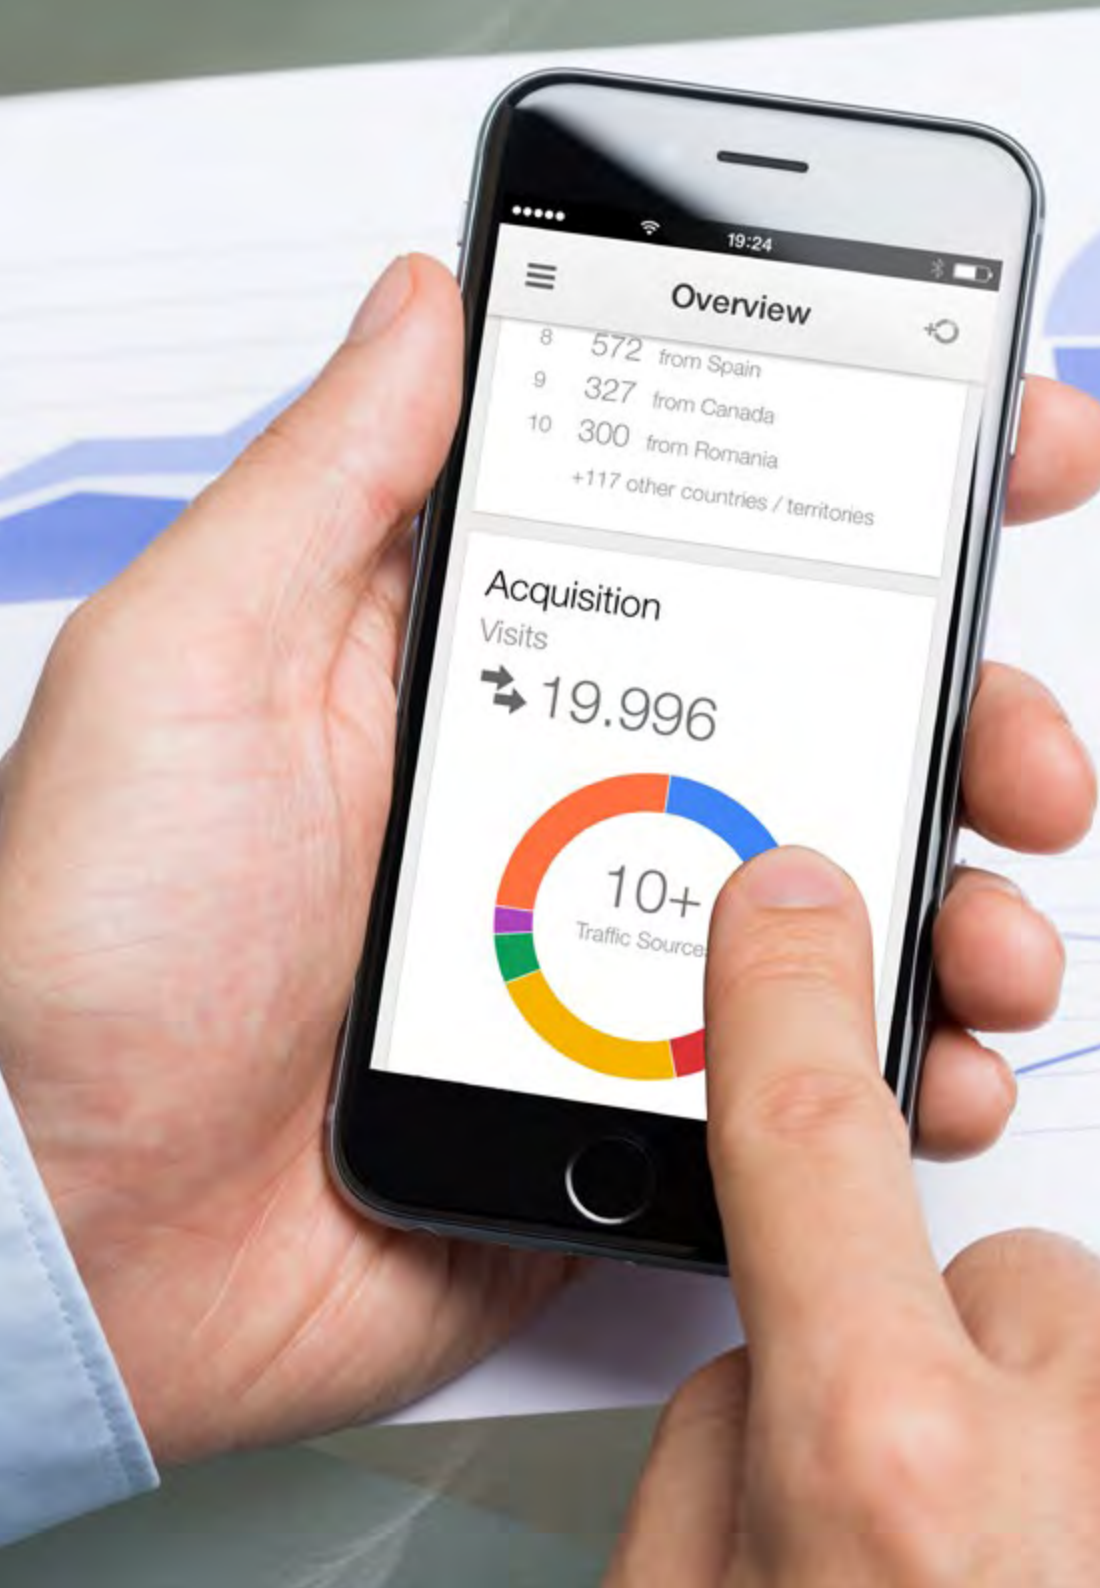 19:24
Overview
8 572 from Spain
9 327 from Canada
10 300 from Romania
+117 other countries / territories
Acquisition
Visits
19.996
10+
Traffic Source